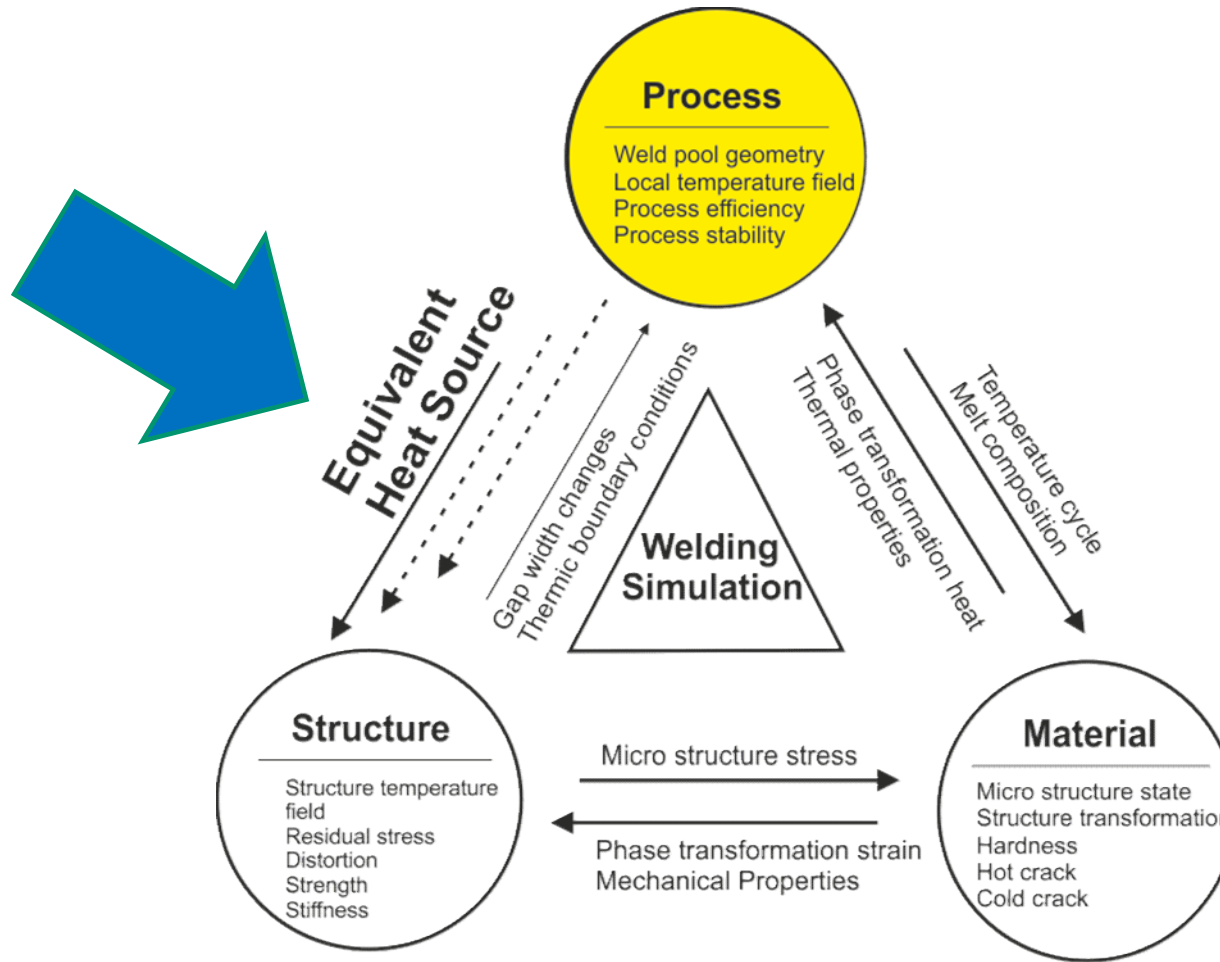 Process
Weld pool geometry
Local temperature field
Process efficiency
Process stability
Equivalent
Heat Source
Gap width changes
Thermic boundary conditions
Phase transformation heat
Thermal properties
Temperature cycle
Melt composition
Welding
Simulation
Structure
Structure temperature
field
Residual stress
Distortion
Strength
Stiffness
Micro structure stress
Phase transformation strain
Mechanical Properties
Material
Micro structure state
Structure transformation
Hardness
Hot crack
Cold crack